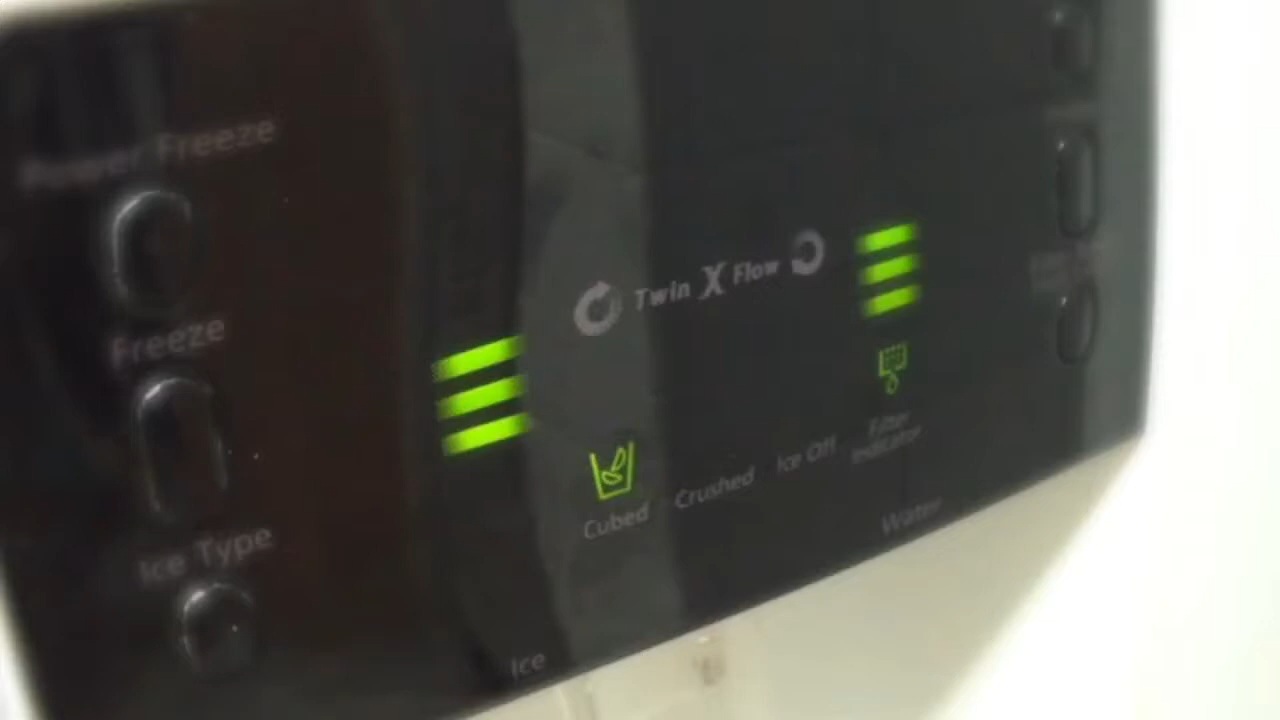 Power Freeze
Freeze
Ice Type
Twin X Flow
Cubed
Crushed
Ice Off
Filter
Indicator
Ice
Water